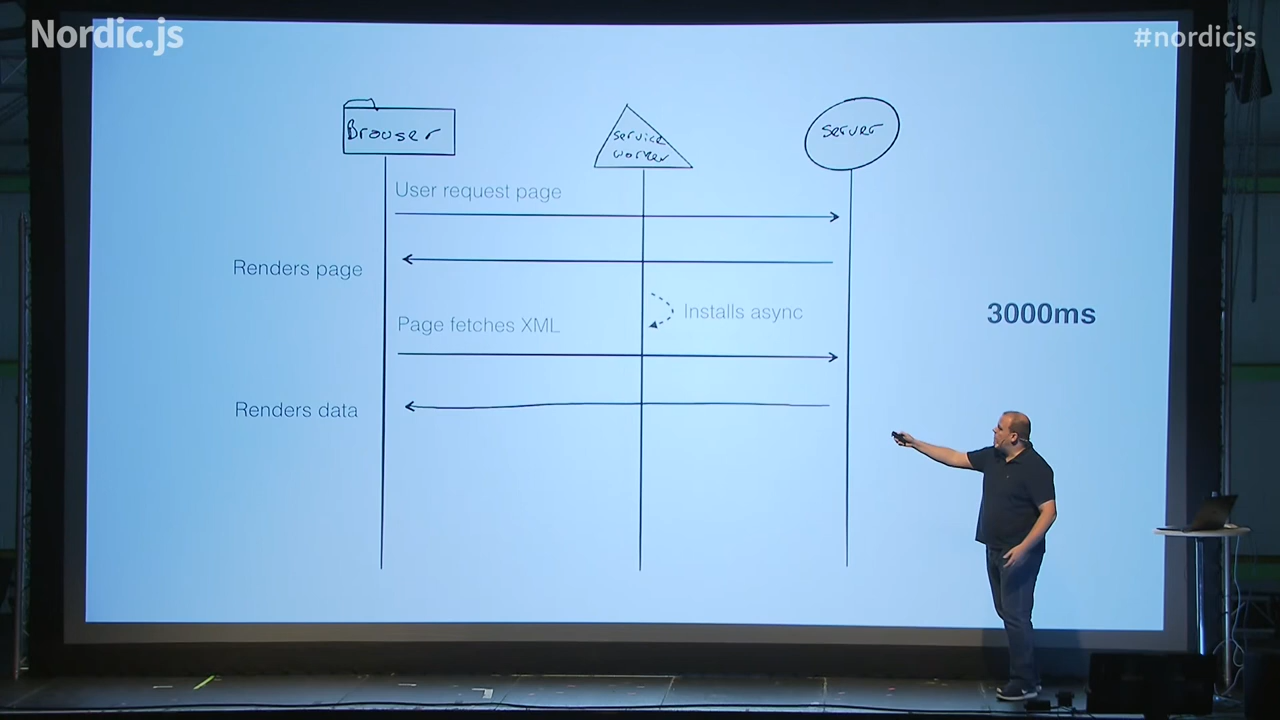 Nordic.js
#nordicjs
Browser
service
worker
server
User request page
Renders page
Installs async
3000ms
Page fetches XML
Renders data